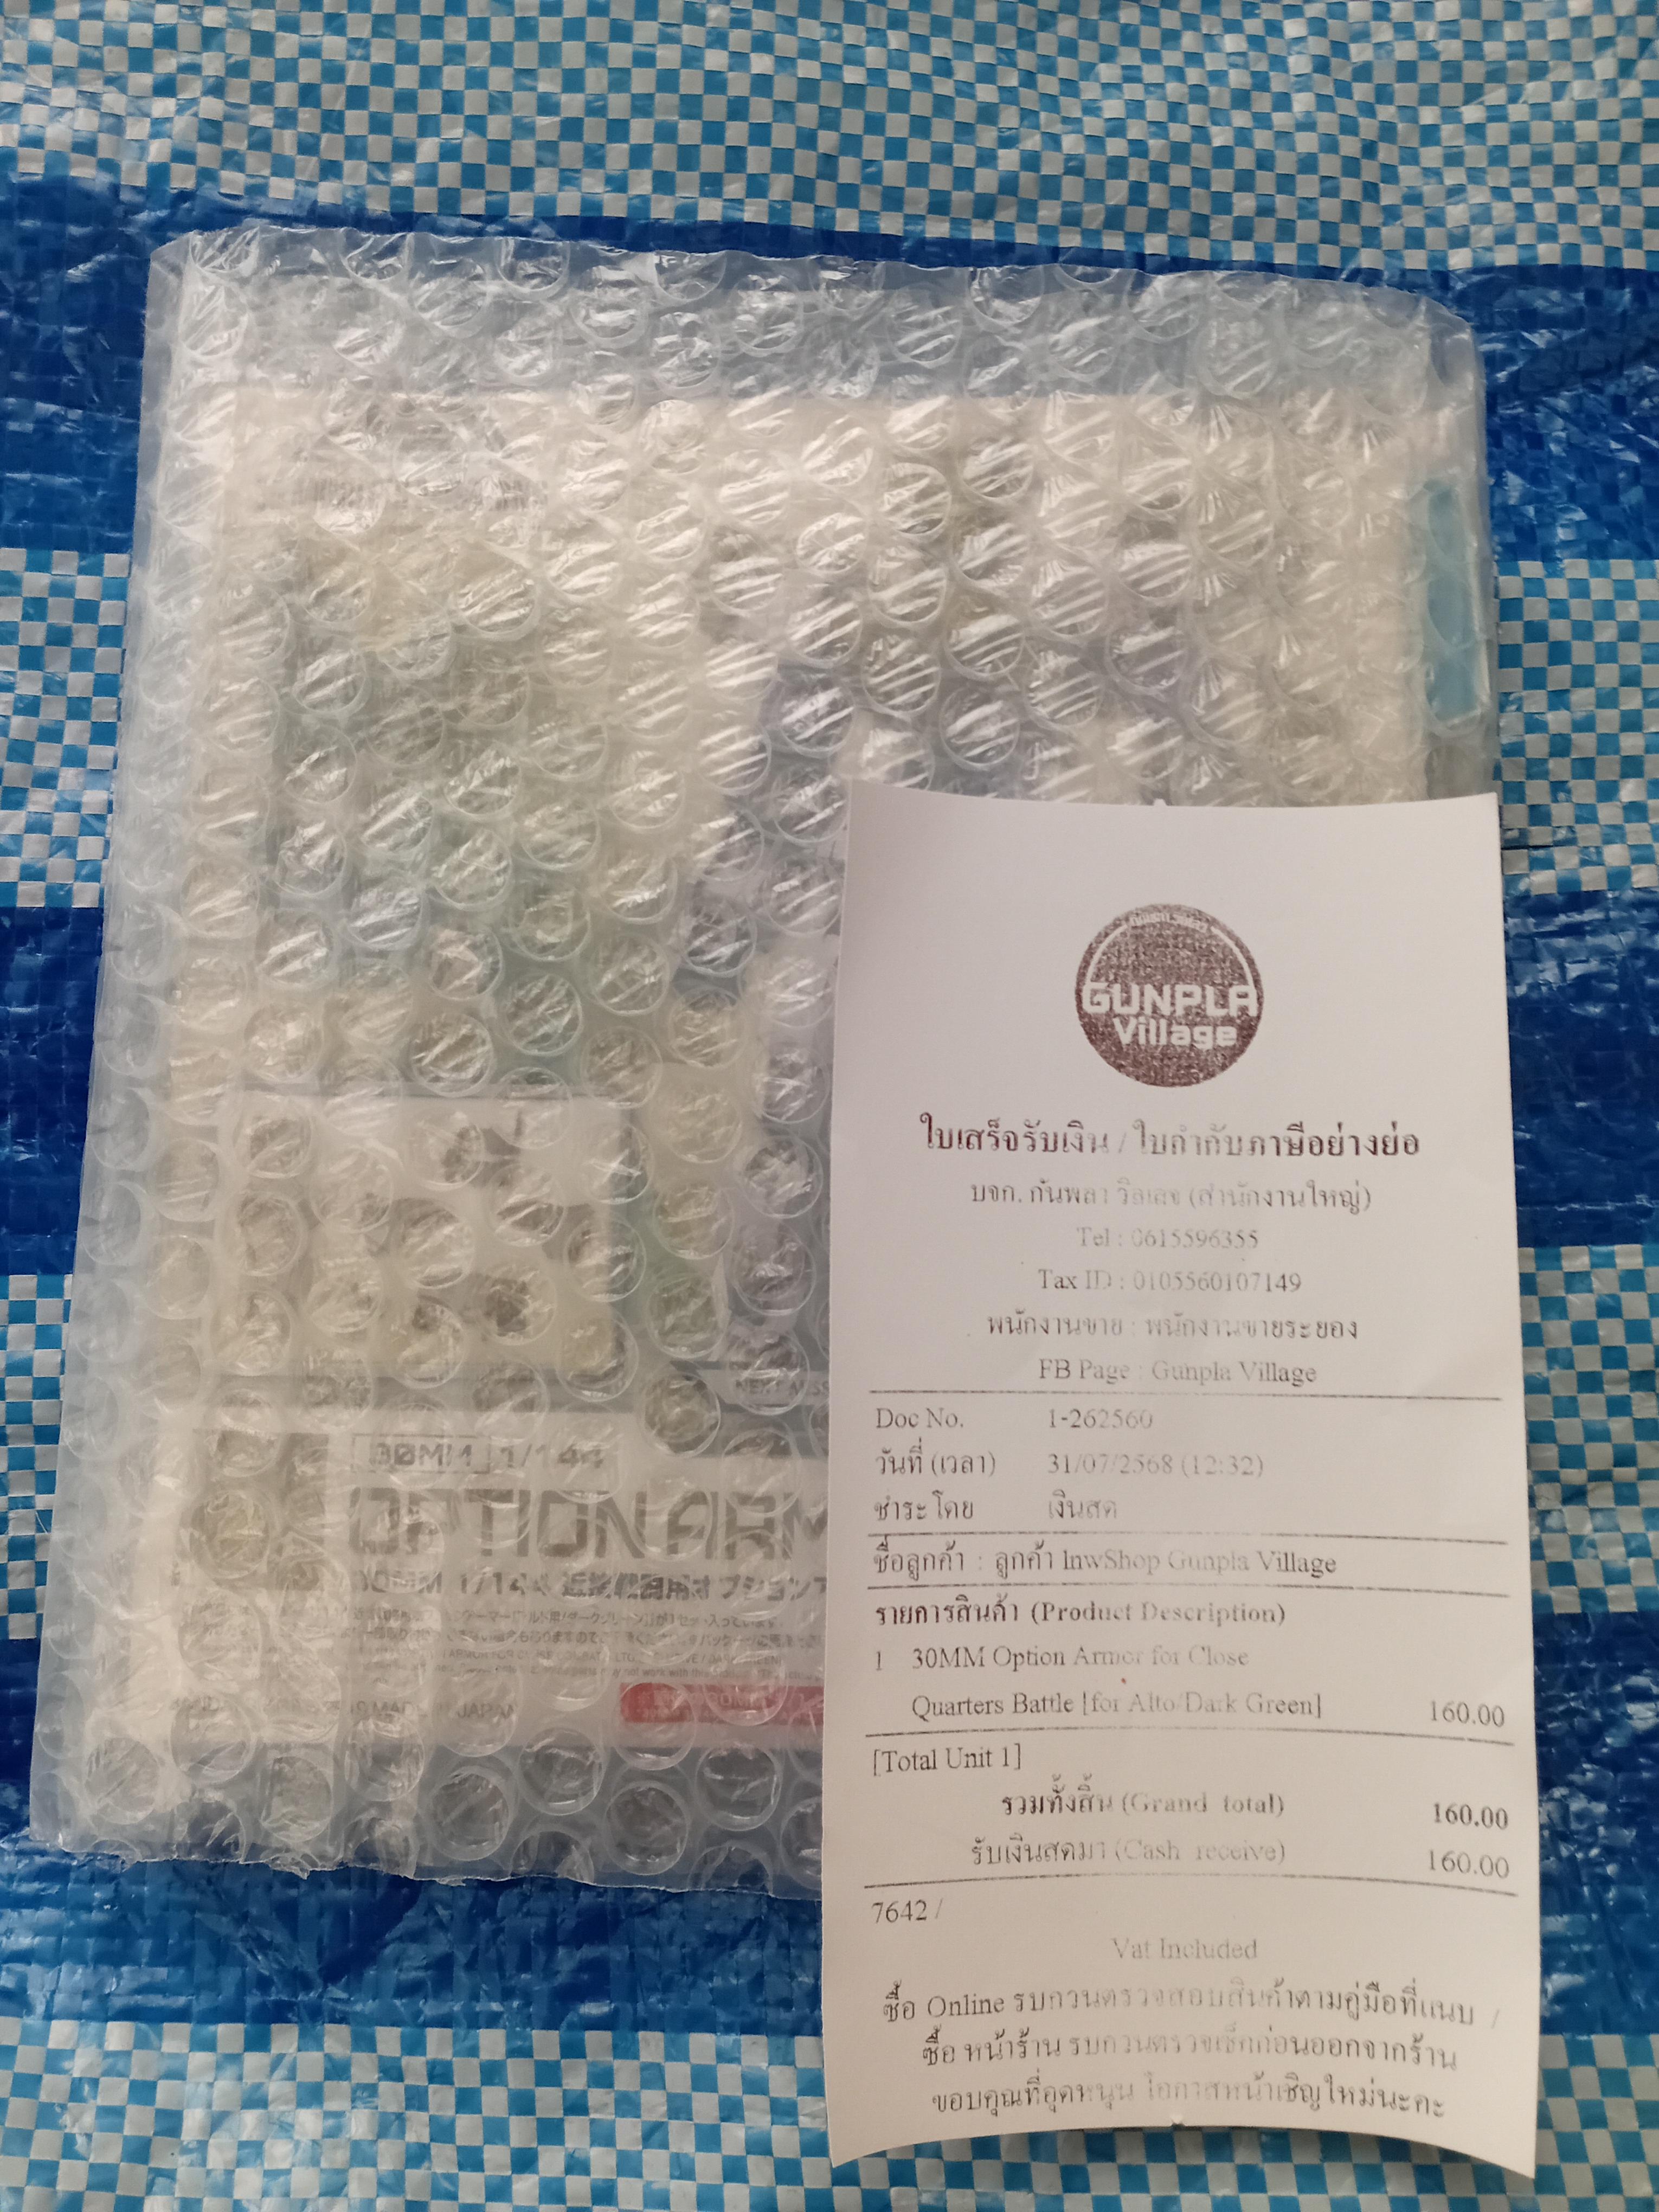 GUNPLA
Village
ใบเสร็จรับเงิน / ใบกำกับภาษีอย่างย่อ
บจก. กันพลา วิลเลจ (สำนักงานใหญ่)
Tel : 0615596355
Tax ID : 0105560107149
พนักงานขาย : พนักงานขายระยอง
FB Page : Gunpla Village
Doc No. 1-262560
วันที่ (เวลา) 31/07/2568 (12:32)
ชำระโดย เงินสด
ชื่อลูกค้า : ลูกค้า lnwShop Gunpla Village
รายการสินค้า (Product Description)
1 30MM Option Armor for Close
Quarters Battle [for Alto/Dark Green] 160.00
[Total Unit 1]
รวมทั้งสิ้น (Grand total) 160.00
รับเงินสดมา (Cash receive) 160.00
7642 /
Vat Included
ซื้อ Online รบกวนตรวจสอบสินค้าตามคู่มือที่แนบ /
ซื้อ หน้าร้าน รบกวนตรวจเช็คก่อนออกจากร้าน
ขอบคุณที่อุดหนุน โอกาสหน้าเชิญใหม่นะคะ
30MM 1/144
OPTION ARM
30MM 1/144
MADE IN JAPAN